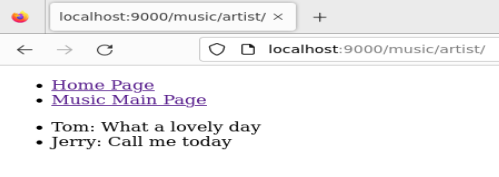 localhost:9000/music/artist/
localhost:9000/music/artist/
Home Page
Music Main Page
Tom: What a lovely day
Jerry: Call me today